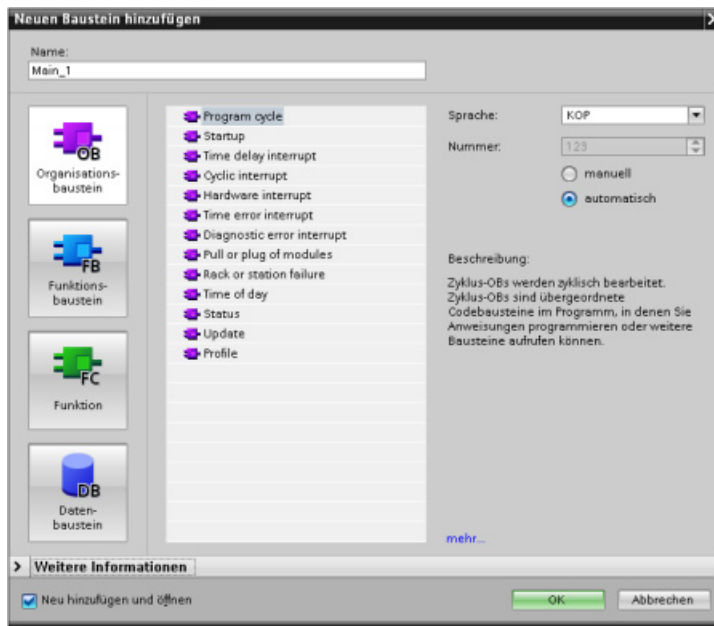 Neuen Baustein hinzufügen
Name:
Main_1
OB
Organisations-
baustein
FB
Funktions-
baustein
FC
Funktion
DB
Daten-
baustein
Program cycle
Startup
Time delay interrupt
Cyclic interrupt
Hardware interrupt
Time error interrupt
Diagnostic error interrupt
Pull or plug of modules
Rack or station failure
Time of day
Status
Update
Profile
Sprache:
KOP
Nummer:
123
manuell
automatisch
Beschreibung:
Zyklus-OBs werden zyklisch bearbeitet.
Zyklus-OBs sind übergeordnete
Codebausteine im Programm, in denen Sie
Anweisungen programmieren oder weitere
Bausteine aufrufen können.
mehr...
Weitere Informationen
Neu hinzufügen und öffnen
OK
Abbrechen